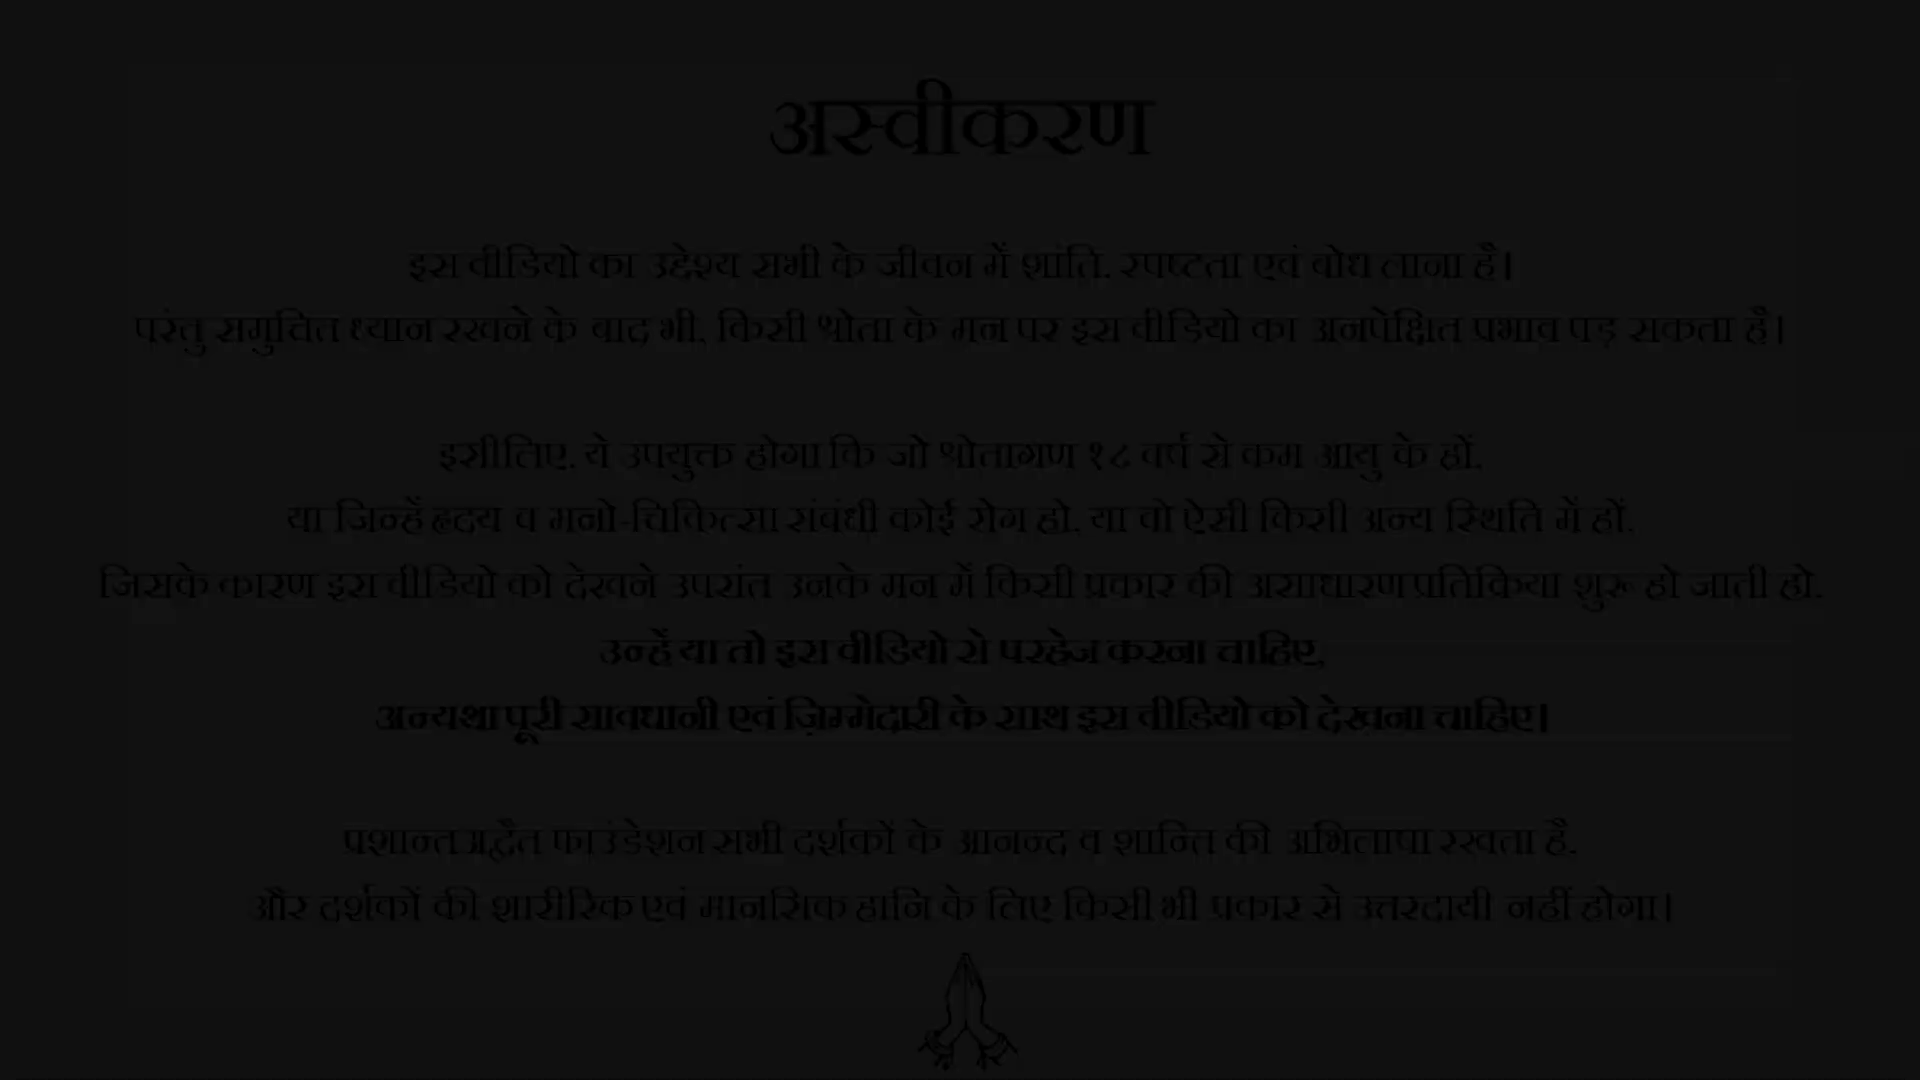 अस्वीकरण
इस वीडियो का उद्देश्य सभी के जीवन में शांति, स्पष्टता एवं बोध लाना है।
परंतु समुचित ध्यान रखने के बाद भी, किसी श्रोता के मन पर इस वीडियो का अनपेक्षित प्रभाव पड़ सकता है।
इसीलिए, ये उपयुक्त होगा कि जो श्रोतागण १८ वर्ष से कम आयु के हों,
या जिन्हें हृदय व मनो-चिकित्सा संबंधी कोई रोग हो, या वो ऐसी किसी अन्य स्थिति में हों,
जिसके कारण इस वीडियो को देखने उपरांत उनके मन में किसी प्रकार की असाधारण प्रतिक्रिया शुरू हो जाती हो,
उन्हें या तो इस वीडियो से परहेज करना चाहिए,
अन्यथा पूरी सावधानी एवं ज़िम्मेदारी के साथ इस वीडियो को देखना चाहिए।
प्रशान्तअद्वैत फाउंडेशन सभी दर्शकों के आनन्द व शान्ति की अभिलाषा रखता है,
और दर्शकों की शारीरिक एवं मानसिक हानि के लिए किसी भी प्रकार से उत्तरदायी नहीं होगा।